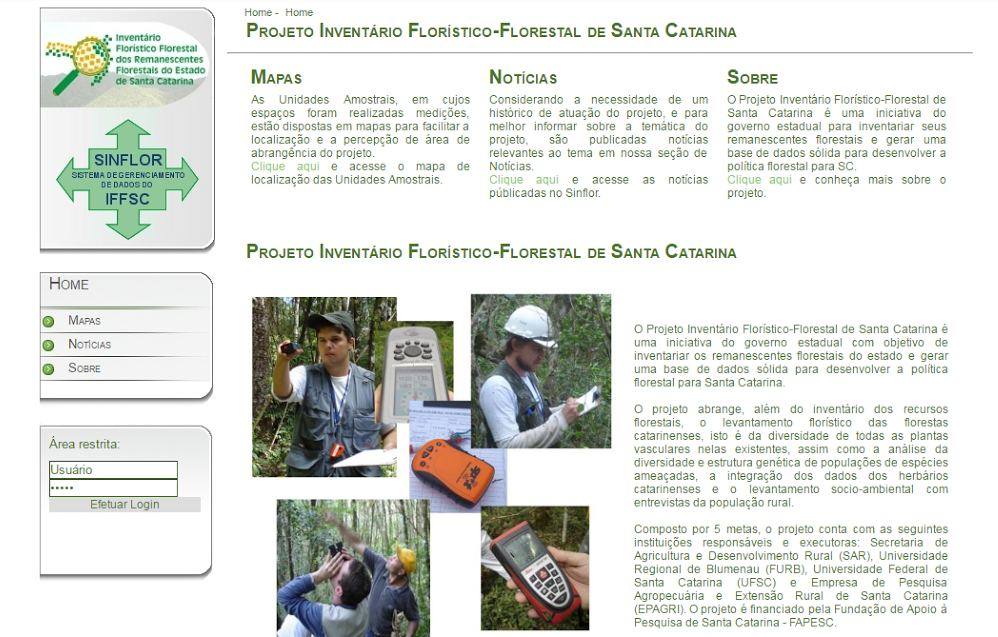 Inventário
Florístico Florestal
dos Remanescentes
Florestais do Estado
de Santa Catarina
SINFLOR
SISTEMA DE GERENCIAMENTO
DE DADOS DO
IFFSC
Home
Mapas
Notícias
Sobre
Área restrita:
Usuário
•••••
Efetuar Login
Home - Home
Projeto Inventário Florístico-Florestal de Santa Catarina
Mapas
As Unidades Amostrais, em cujos
espaços foram realizadas medições,
estão dispostas em mapas para facilitar a
localização e a percepção de área de
abrangência do projeto.
Clique aqui e acesse o mapa de
localização das Unidades Amostrais.
Notícias
Considerando a necessidade de um
histórico de atuação do projeto, e para
melhor informar sobre a temática do
projeto, são publicadas notícias
relevantes ao tema em nossa seção de
Notícias.
Clique aqui e acesse as notícias
públicadas no Sinflor.
Sobre
O Projeto Inventário Florístico-Florestal de
Santa Catarina é uma iniciativa do
governo estadual para inventariar seus
remanescentes florestais e gerar uma
base de dados sólida para desenvolver a
política florestal para SC.
Clique aqui e conheça mais sobre o
projeto.
Projeto Inventário Florístico-Florestal de Santa Catarina
O Projeto Inventário Florístico-Florestal de Santa Catarina é
uma iniciativa do governo estadual com objetivo de
inventariar os remanescentes florestais do estado e gerar
uma base de dados sólida para desenvolver a política
florestal para Santa Catarina.
O projeto abrange, além do inventário dos recursos
florestais, o levantamento florístico das florestas
catarinenses, isto é da diversidade de todas as plantas
vasculares nelas existentes, assim como a análise da
diversidade e estrutura genética de populações de espécies
ameaçadas, a integração dos dados dos herbários
catarinenses e o levantamento socio-ambiental com
entrevistas da população rural.
Composto por 5 metas, o projeto conta com as seguintes
instituições responsáveis e executoras: Secretaria de
Agricultura e Desenvolvimento Rural (SAR), Universidade
Regional de Blumenau (FURB), Universidade Federal de
Santa Catarina (UFSC) e Empresa de Pesquisa
Agropecuária e Extensão Rural de Santa Catarina
(EPAGRI). O projeto é financiado pela Fundação de Apoio à
Pesquisa de Santa Catarina - FAPESC.